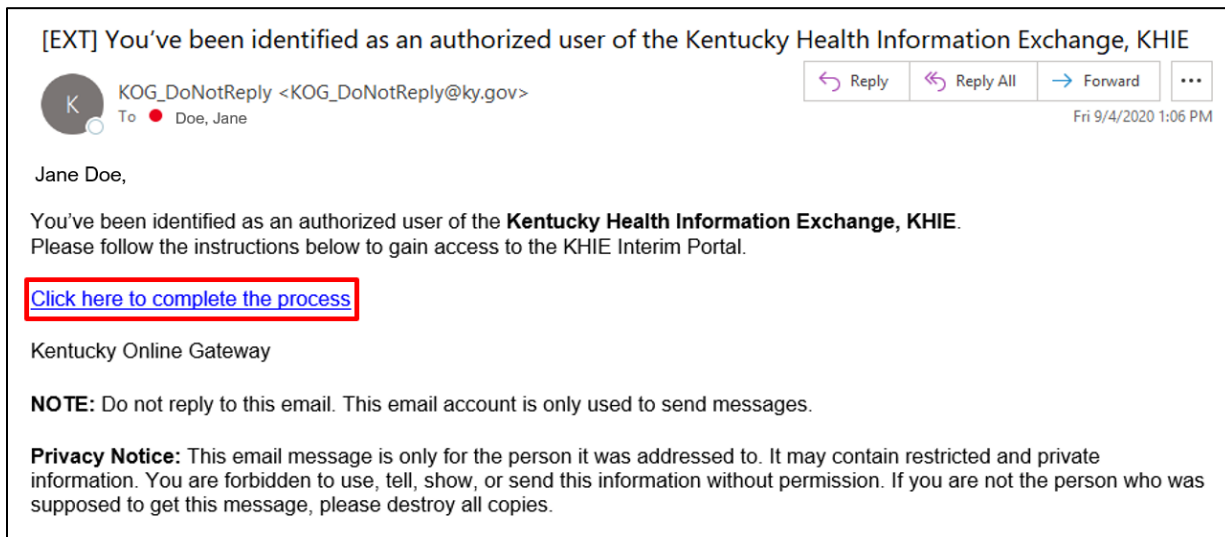 [EXT] You’ve been identified as an authorized user of the Kentucky Health Information Exchange, KHIE
K
KOG_DoNotReply <KOG_DoNotReply@ky.gov>
To Doe, Jane
Reply Reply All Forward ...
Fri 9/4/2020 1:06 PM
Jane Doe,
You’ve been identified as an authorized user of the Kentucky Health Information Exchange, KHIE.
Please follow the instructions below to gain access to the KHIE Interim Portal.
Click here to complete the process
Kentucky Online Gateway
NOTE: Do not reply to this email. This email account is only used to send messages.
Privacy Notice: This email message is only for the person it was addressed to. It may contain restricted and private
information. You are forbidden to use, tell, show, or send this information without permission. If you are not the person who was
supposed to get this message, please destroy all copies.